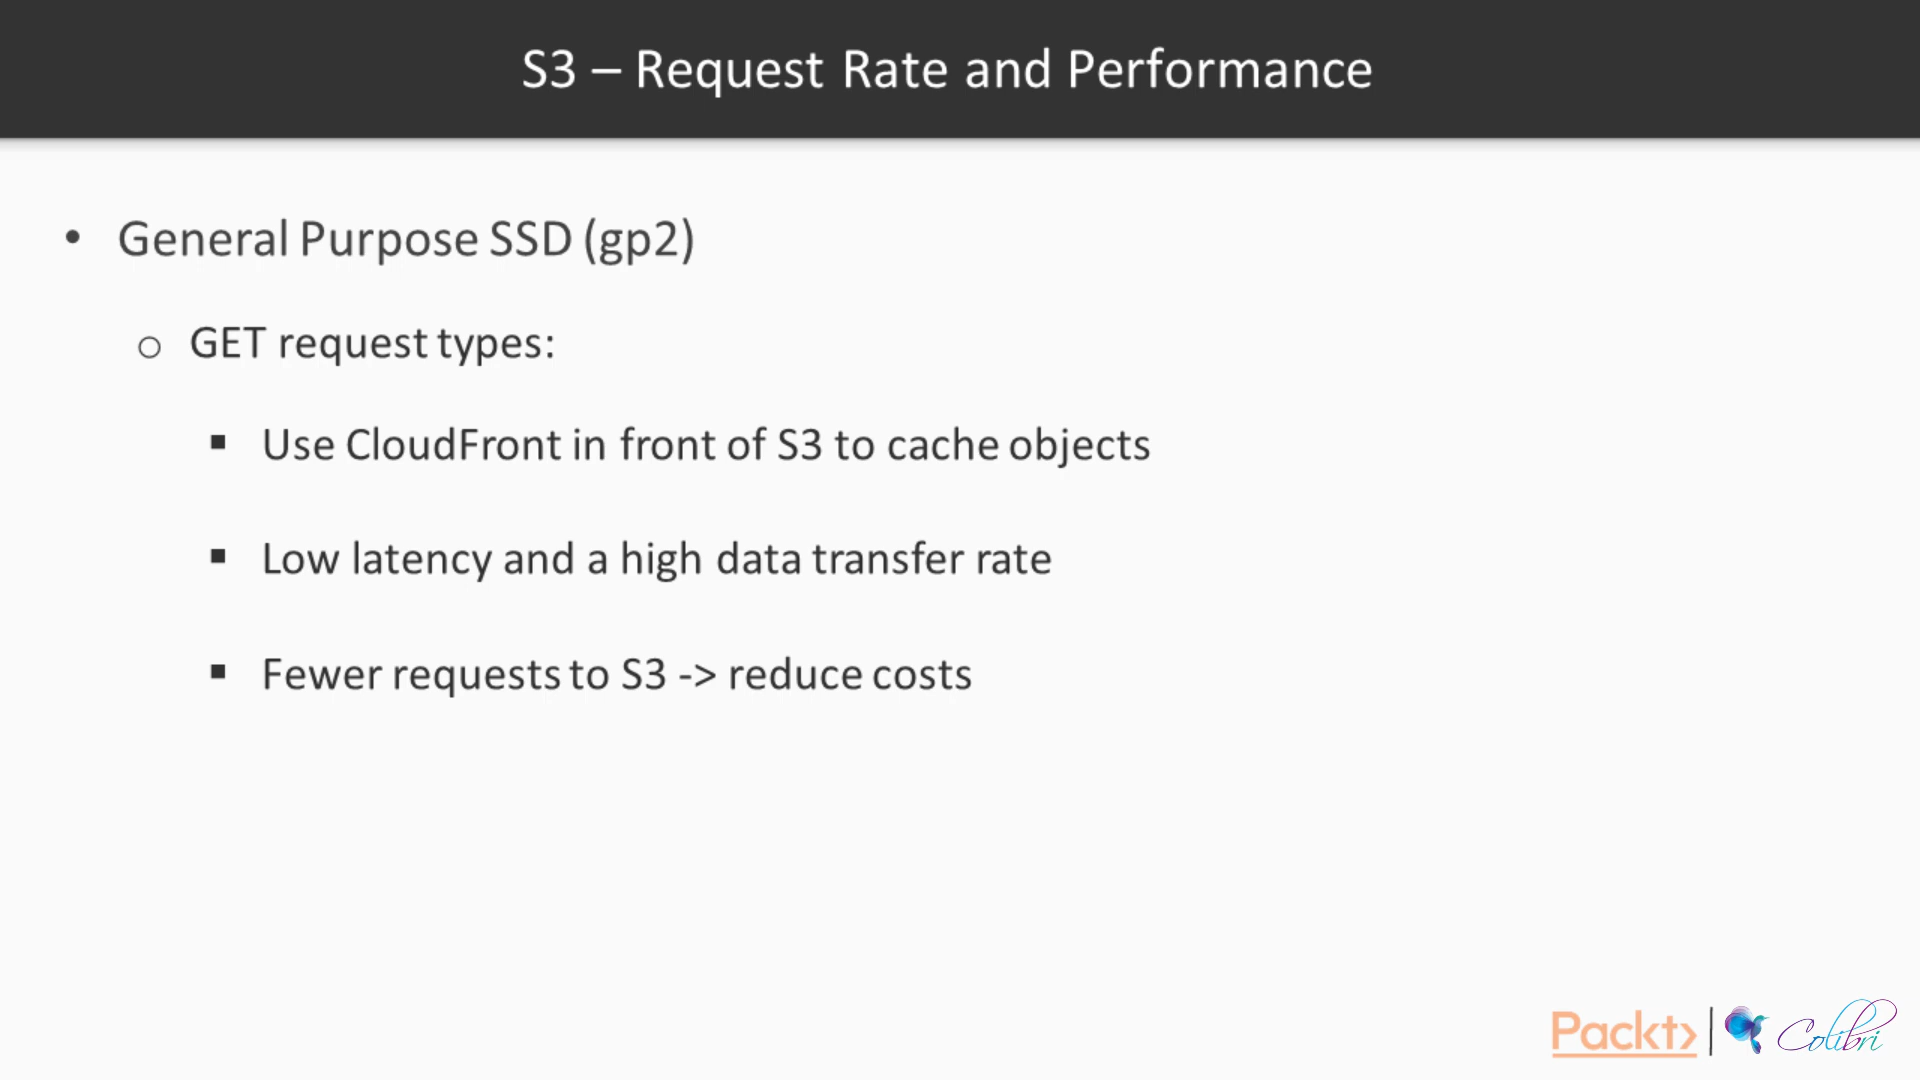 S3 – Request Rate and Performance
• General Purpose SSD (gp2)
o GET request types:
▪ Use CloudFront in front of S3 to cache objects
▪ Low latency and a high data transfer rate
▪ Fewer requests to S3 -> reduce costs
Packt> | Colibri